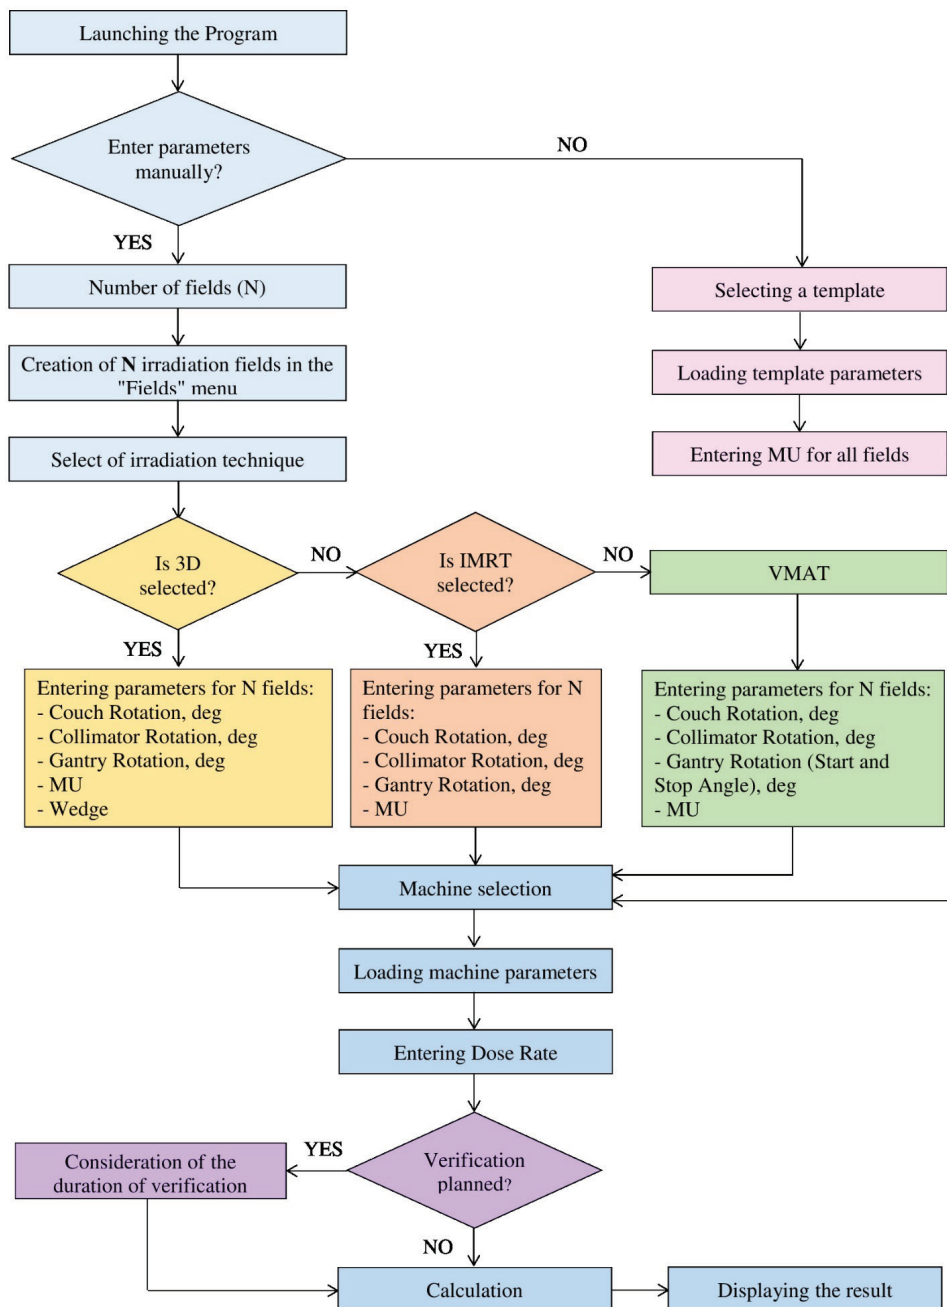 Launching the Program
Enter parameters
manually?
NO
YES
Number of fields (N)
Selecting a template
Creation of N irradiation fields in the
"Fields" menu
Loading template parameters
Select of irradiation technique
Entering MU for all fields
Is 3D
selected?
NO
Is IMRT
selected?
NO
VMAT
YES
YES
Entering parameters for N fields:
- Couch Rotation, deg
- Collimator Rotation, deg
- Gantry Rotation, deg
- MU
- Wedge
Entering parameters for N
fields:
- Couch Rotation, deg
- Collimator Rotation, deg
- Gantry Rotation, deg
- MU
Entering parameters for N fields:
- Couch Rotation, deg
- Collimator Rotation, deg
- Gantry Rotation (Start and
Stop Angle), deg
- MU
Machine selection
Loading machine parameters
Entering Dose Rate
Verification
planned?
YES
Consideration of the
duration of verification
NO
Calculation
Displaying the result